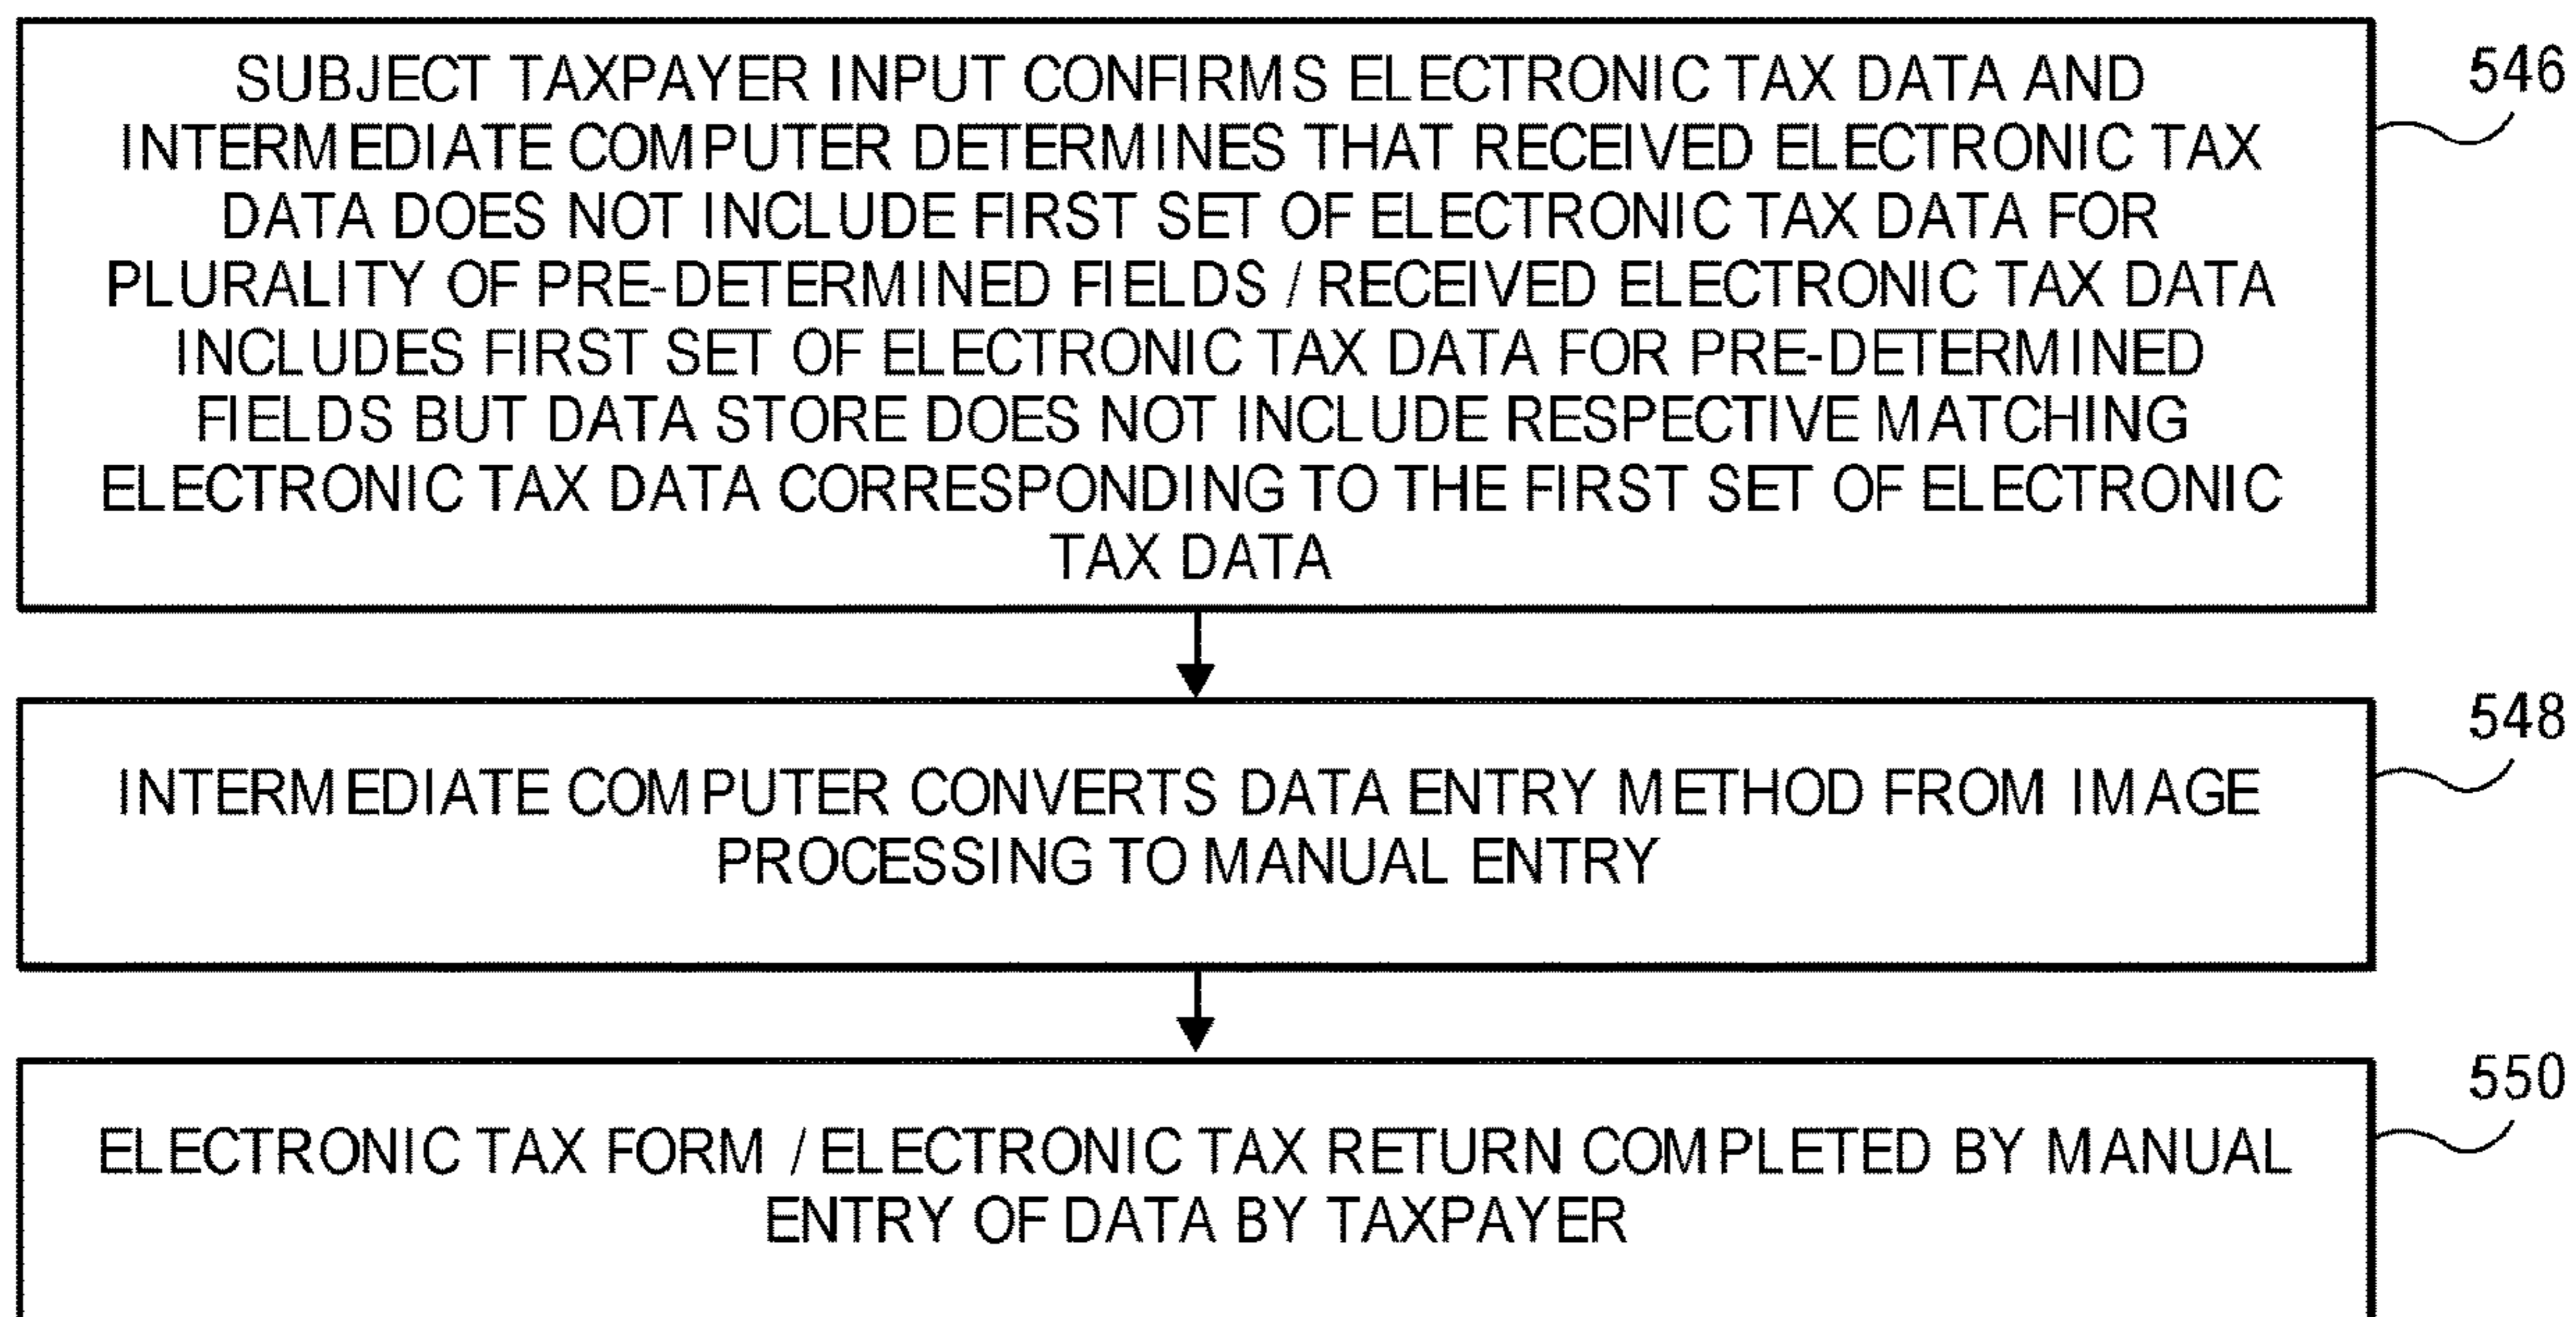 SUBJECT TAXPAYER INPUT CONFIRMS ELECTRONIC TAX DATA AND
INTERMEDIATE COMPUTER DETERMINES THAT RECEIVED ELECTRONIC TAX
DATA DOES NOT INCLUDE FIRST SET OF ELECTRONIC TAX DATA FOR
PLURALITY OF PRE-DETERMINED FIELDS / RECEIVED ELECTRONIC TAX DATA
INCLUDES FIRST SET OF ELECTRONIC TAX DATA FOR PRE-DETERMINED
FIELDS BUT DATA STORE DOES NOT INCLUDE RESPECTIVE MATCHING
ELECTRONIC TAX DATA CORRESPONDING TO THE FIRST SET OF ELECTRONIC
TAX DATA
546
INTERMEDIATE COMPUTER CONVERTS DATA ENTRY METHOD FROM IMAGE
PROCESSING TO MANUAL ENTRY
548
ELECTRONIC TAX FORM / ELECTRONIC TAX RETURN COMPLETED BY MANUAL
ENTRY OF DATA BY TAXPAYER
550